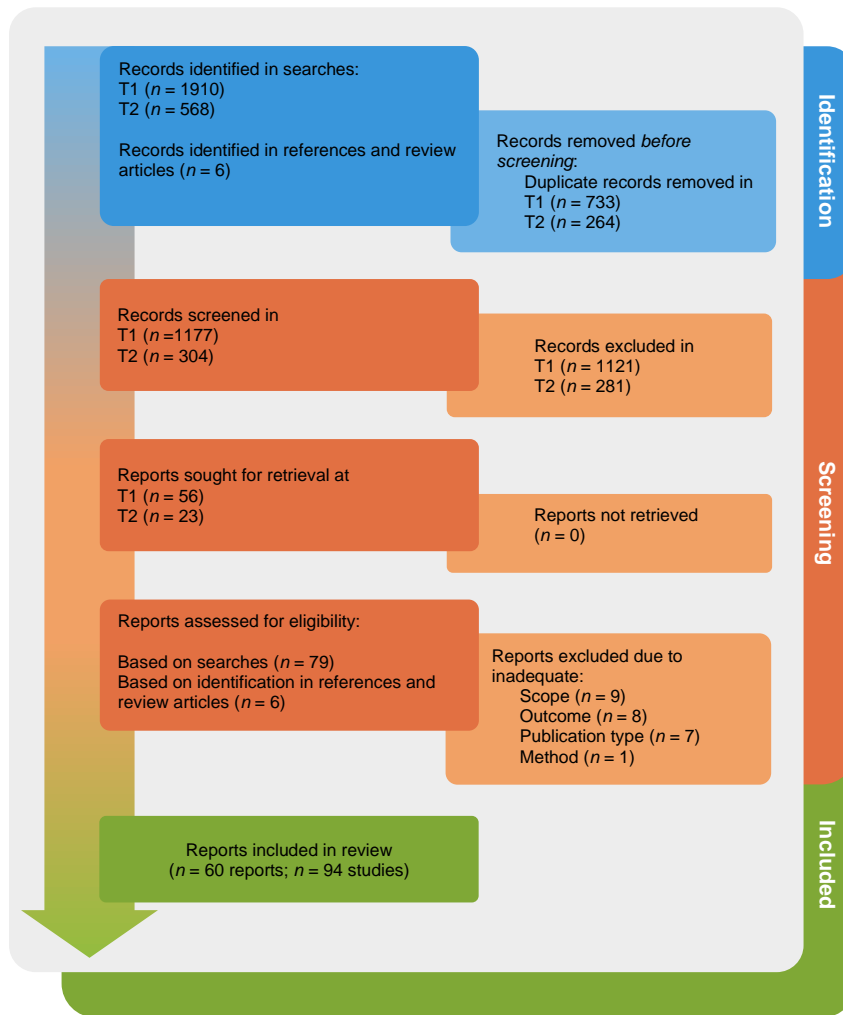 Records identified in searches:
T1 (n = 1910)
T2 (n = 568)
Records identified in references and review
articles (n = 6)
Records removed before
screening:
Duplicate records removed in
T1 (n = 733)
T2 (n = 264)
Identification
Records screened in
T1 (n =1177)
T2 (n = 304)
Records excluded in
T1 (n = 1121)
T2 (n = 281)
Reports sought for retrieval at
T1 (n = 56)
T2 (n = 23)
Reports not retrieved
(n = 0)
Screening
Reports assessed for eligibility:
Based on searches (n = 79)
Based on identification in references and
review articles (n = 6)
Reports excluded due to
inadequate:
Scope (n = 9)
Outcome (n = 8)
Publication type (n = 7)
Method (n = 1)
Reports included in review
(n = 60 reports; n = 94 studies)
Included